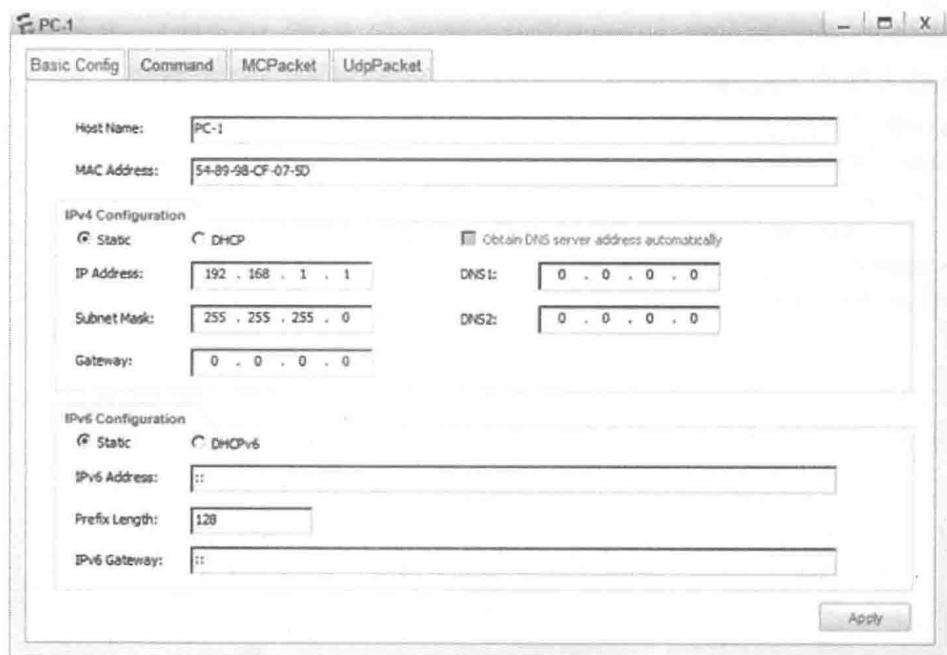 PC-1
Basic Config Command MCPacket UdpPacket
Host Name: PC-1
MAC Address: 54-89-98-CF-07-5D
IPv4 Configuration
Static DHCP Obtain DNS server address automatically
IP Address: 192 . 168 . 1 . 1 DNS1: 0 . 0 . 0 . 0
Subnet Mask: 255 . 255 . 255 . 0 DNS2: 0 . 0 . 0 . 0
Gateway: 0 . 0 . 0 . 0
IPv6 Configuration
Static DHCPv6
IPv6 Address: ::
Prefix Length: 128
IPv6 Gateway: ::
Apply